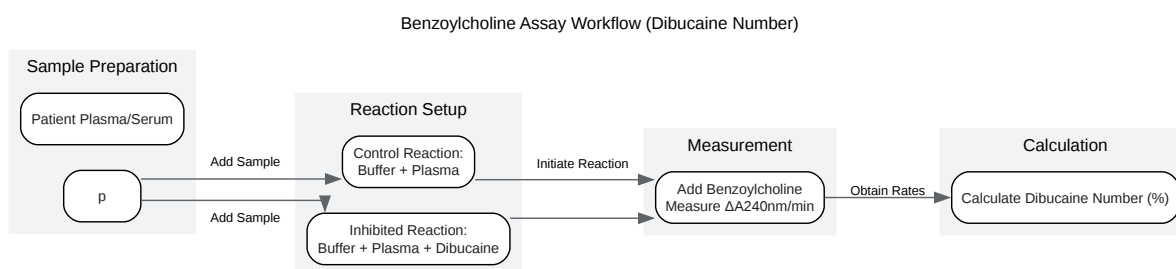 Benzoylcholine Assay Workflow (Dibucaine Number)
Sample Preparation
Patient Plasma/Serum
p
Add Sample
Add Sample
Reaction Setup
Control Reaction:
Buffer + Plasma
Inhibited Reaction:
Buffer + Plasma + Dibucaine
Initiate Reaction
Measurement
Add Benzoylcholine
Measure ΔA240nm/min
Obtain Rates
Calculation
Calculate Dibucaine Number (%)